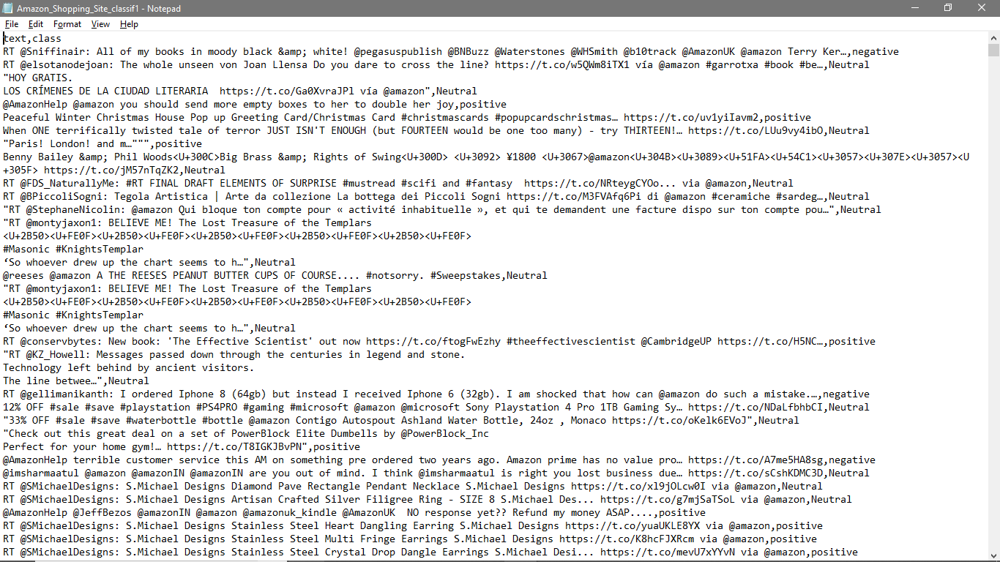 Amazon_Shopping_Site_classif1 - Notepad
File Edit Format View Help
text,class
RT @Sniffinair: All of my books in moody black &amp; white! @pegasuspublish @BNBuzz @Waterstones @WHSmith @b10track @AmazonUK @amazon Terry Ker…,negative
RT @elsotanodejoan: The whole unseen von Joan Llensa Do you dare to cross the line? https://t.co/w5QWm8iTX1 vía @amazon #garrotxa #book #be…,Neutral
"HOY GRATIS.
LOS CRÍMENES DE LA CIUDAD LITERARIA  https://t.co/Ga0XvraJPl vía @amazon",Neutral
@AmazonHelp @amazon you should send more empty boxes to her to double her joy,positive
Peaceful Winter Christmas House Pop up Greeting Card/Christmas Card #christmascards #popupcardschristmas… https://t.co/uv1yiIavm2,positive
When ONE terrifically twisted tale of terror JUST ISN'T ENOUGH (but FOURTEEN would be one too many) - try THIRTEEN!… https://t.co/LUu9vy4ibO,Neutral
"Paris! London! and m…""",positive
Benny Bailey &amp; Phil Woods<U+300C>Big Brass &amp; Rights of Swing<U+300D> <U+3092> ¥1800 <U+3067>@amazon<U+304B><U+3089><U+51FA><U+54C1><U+3057><U+307E><U+3057><U
+305F> https://t.co/jM57nTqZK2,Neutral
RT @FDS_NaturallyMe: #RT FINAL DRAFT ELEMENTS OF SURPRISE #mustread #scifi and #fantasy  https://t.co/NRteygCYOo... via @amazon,Neutral
RT @BPiccoliSogni: Tegola Artistica | Arte da collezione La bottega dei Piccoli Sogni https://t.co/M3FVAfq6Pi di @amazon #ceramiche #sardeg…,Neutral
"RT @StephaneNicolin: @amazon Qui bloque ton compte pour « activité inhabituelle », et qui te demandent une facture dispo sur ton compte pou…",Neutral
"RT @montyjaxon1: BELIEVE ME! The Lost Treasure of the Templars
<U+2B50><U+FE0F><U+2B50><U+FE0F><U+2B50><U+FE0F><U+2B50><U+FE0F><U+2B50><U+FE0F>
#Masonic #KnightsTemplar
‘So whoever drew up the chart seems to h…",Neutral
@reeses @amazon A THE REESES PEANUT BUTTER CUPS OF COURSE.... #notsorry. #Sweepstakes,Neutral
"RT @montyjaxon1: BELIEVE ME! The Lost Treasure of the Templars
<U+2B50><U+FE0F><U+2B50><U+FE0F><U+2B50><U+FE0F><U+2B50><U+FE0F><U+2B50><U+FE0F>
#Masonic #KnightsTemplar
‘So whoever drew up the chart seems to h…",Neutral
RT @conservbytes: New book: 'The Effective Scientist' out now https://t.co/ftogFwEzhy #theeffectivescientist @CambridgeUP https://t.co/H5NC…,positive
"RT @KZ_Howell: Messages passed down through the centuries in legend and stone.
Technology left behind by ancient visitors.
The line betwee…",Neutral
RT @gellimanikanth: I ordered Iphone 8 (64gb) but instead I received Iphone 6 (32gb). I am shocked that how can @amazon do such a mistake.…,negative
12% OFF #sale #save #playstation #PS4PRO #gaming #microsoft @amazon @microsoft Sony Playstation 4 Pro 1TB Gaming Sy… https://t.co/NDaLfbhbCI,Neutral
"33% OFF #sale #save #waterbottle #bottle @amazon Contigo Autospout Ashland Water Bottle, 24oz , Monaco https://t.co/oKelk6EVoJ",Neutral
"Check out this great deal on a set of PowerBlock Elite Dumbells by @PowerBlock_Inc
Perfect for your home gym!… https://t.co/T8IGKJBvPN",positive
@AmazonHelp terrible customer service this AM on something pre ordered two years ago. Amazon prime has no value pro… https://t.co/A7me5HA8sg,negative
@imsharmaatul @amazon @amazonIN @amazonIN are you out of mind. I think @imsharmaatul is right you lost business due… https://t.co/sCshKDMC3D,Neutral
RT @SMichaelDesigns: S.Michael Designs Diamond Pave Rectangle Pendant Necklace S.Michael Designs https://t.co/xl9jOLcw0I via @amazon,Neutral
RT @SMichaelDesigns: S.Michael Designs Artisan Crafted Silver Filigree Ring - SIZE 8 S.Michael Des... https://t.co/g7mjSaTSoL via @amazon,Neutral
@AmazonHelp @JeffBezos @amazonIN @amazon @amazonuk_kindle @AmazonUK  NO response yet?? Refund my money ASAP....,positive
RT @SMichaelDesigns: S.Michael Designs Stainless Steel Heart Dangling Earring S.Michael Designs https://t.co/yuaUKLE8YX via @amazon,positive
RT @SMichaelDesigns: S.Michael Designs Stainless Steel Multi Fringe Earrings S.Michael Designs https://t.co/K8hcFJXRcm via @amazon,positive
RT @SMichaelDesigns: S.Michael Designs Stainless Steel Crystal Drop Dangle Earrings S.Michael Desi... https://t.co/mevU7xYYvN via @amazon,positive